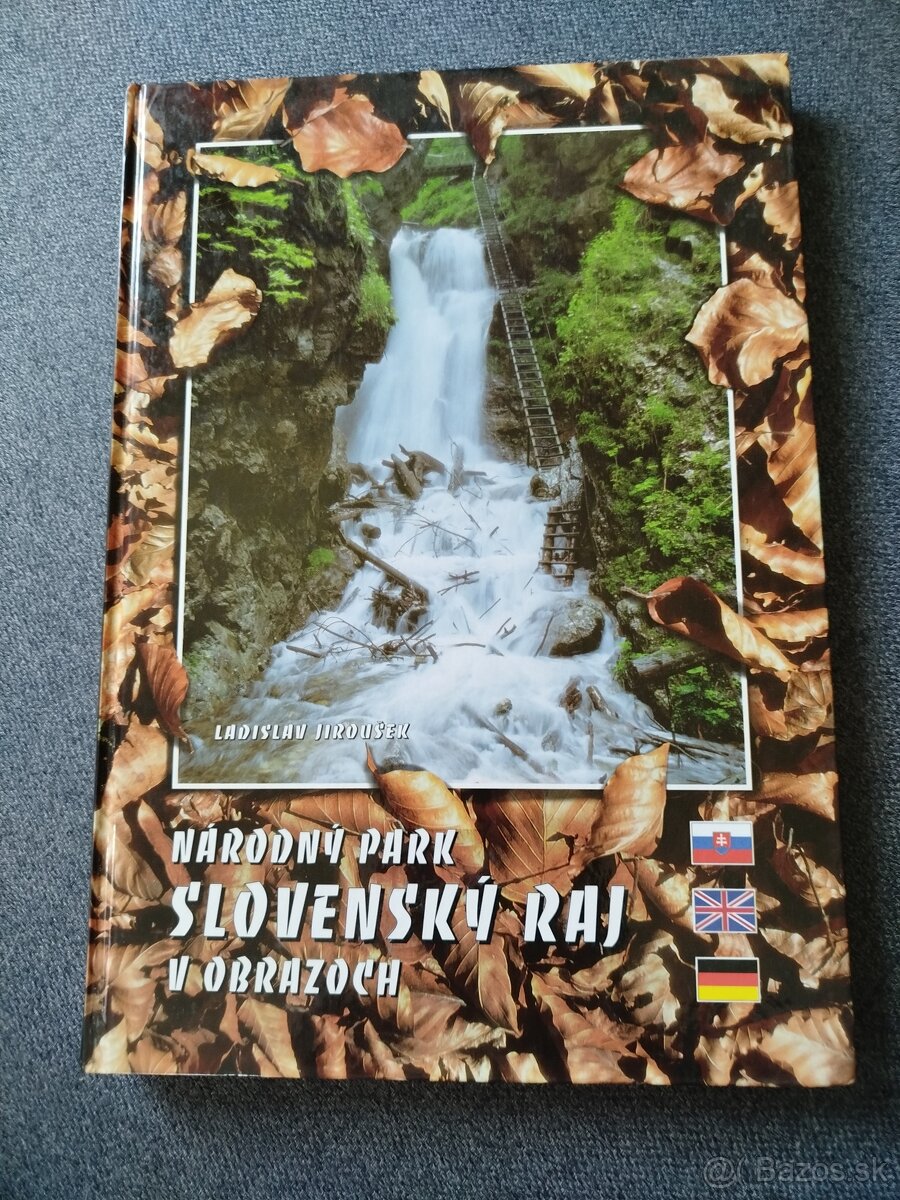 LADISLAV JIROUŠEK
NÁRODNÝ PARK
SLOVENSKÝ RAJ
V OBRAZOCH
@( Bazos.sk